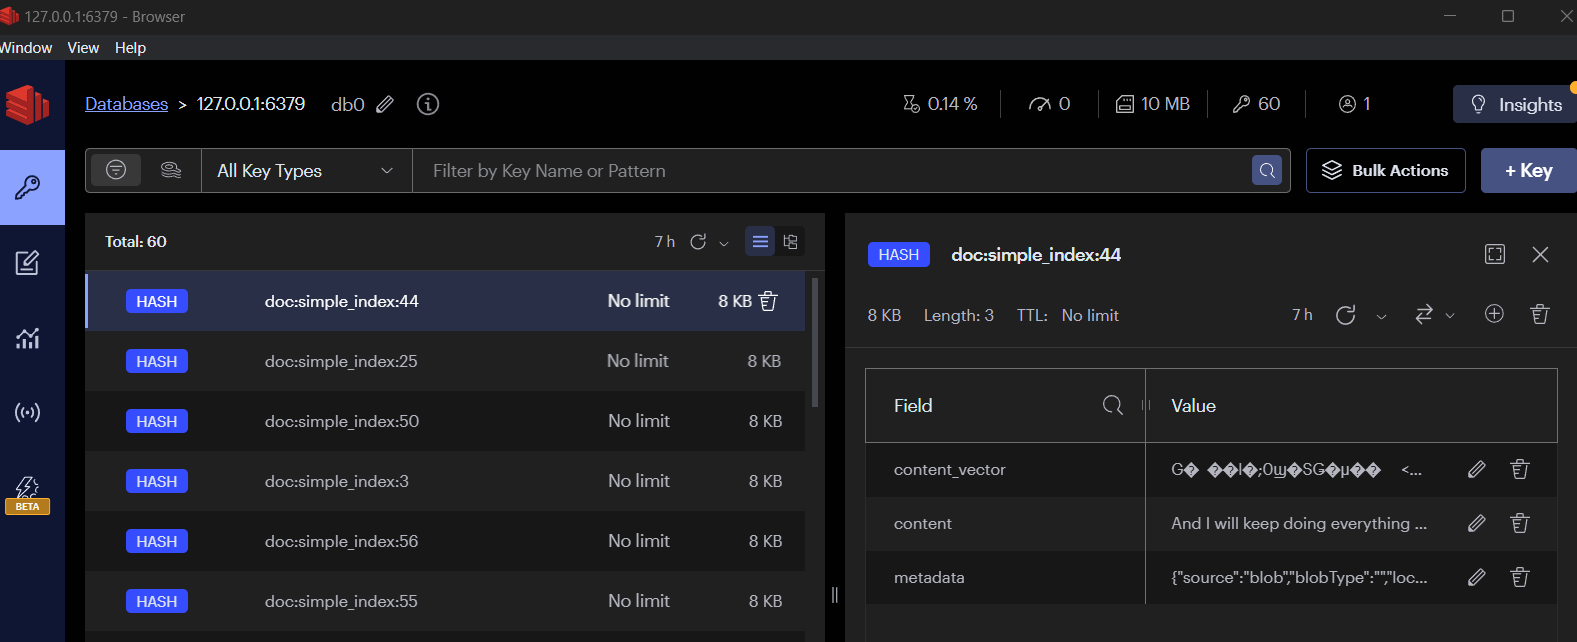 127.0.0.1:6379 - Browser
Window View Help
Databases > 127.0.0.1:6379 db0 0.14 % 0 10 MB 60 1 Insights
All Key Types Filter by Key Name or Pattern Bulk Actions + Key
Total: 60 7 h
HASH doc:simple_index:44 No limit 8 KB
HASH doc:simple_index:25 No limit 8 KB
HASH doc:simple_index:50 No limit 8 KB
HASH doc:simple_index:3 No limit 8 KB
HASH doc:simple_index:56 No limit 8 KB
HASH doc:simple_index:55 No limit 8 KB
BETA
HASH doc:simple_index:44
8 KB Length: 3 TTL: No limit 7 h
Field Value
content_vector G� ��l�;0պ�SG�µ�� <...
content And I will keep doing everything ...
metadata {"source":"blob","blobType":"","loc...